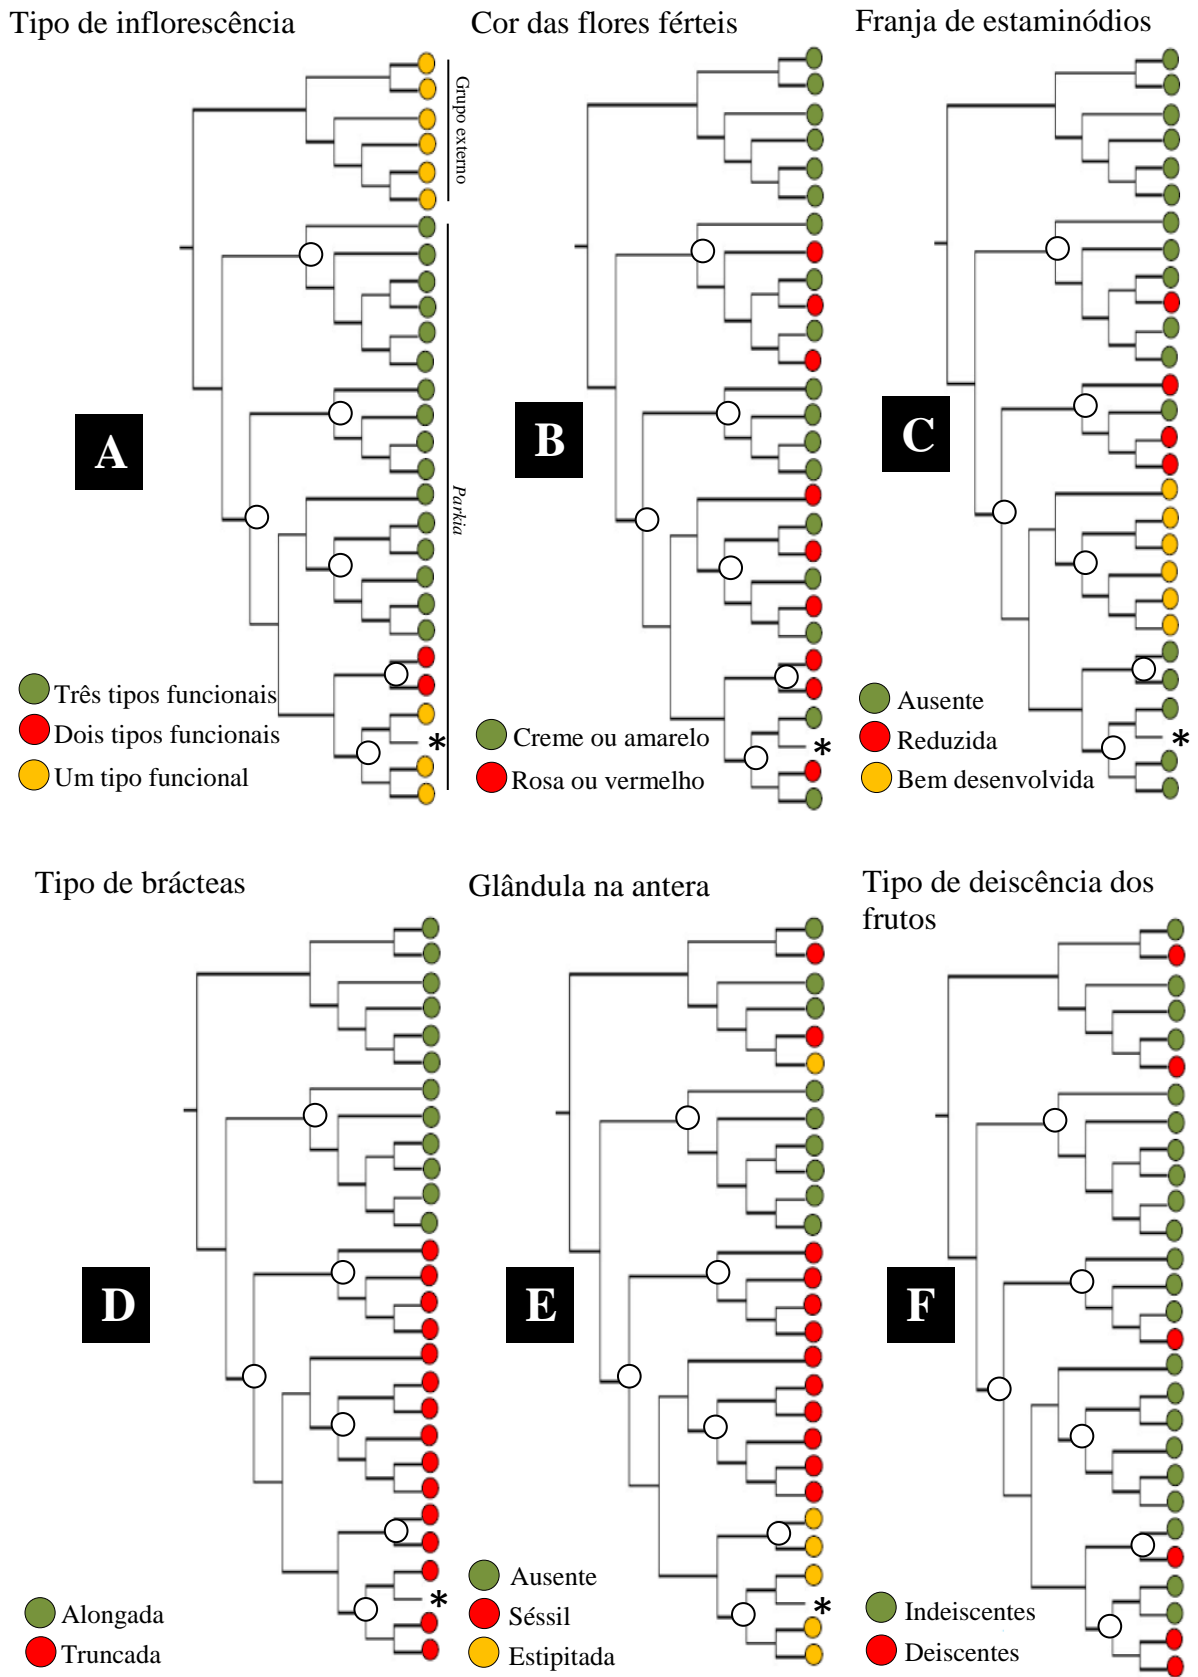 Tipo de inflorescência
Cor das flores férteis
Franja de estaminódios
Grupo externo
Parkia
A
B
C
Três tipos funcionais
Dois tipos funcionais
Um tipo funcional
*
Creme ou amarelo
Rosa ou vermelho
*
Ausente
Reduzida
Bem desenvolvida
*
Tipo de brácteas
Glândula na antera
Tipo de deiscência dos
frutos
D
E
F
Alongada
Truncada
*
Ausente
Séssil
Estipitada
*
Indeiscentes
Deiscentes